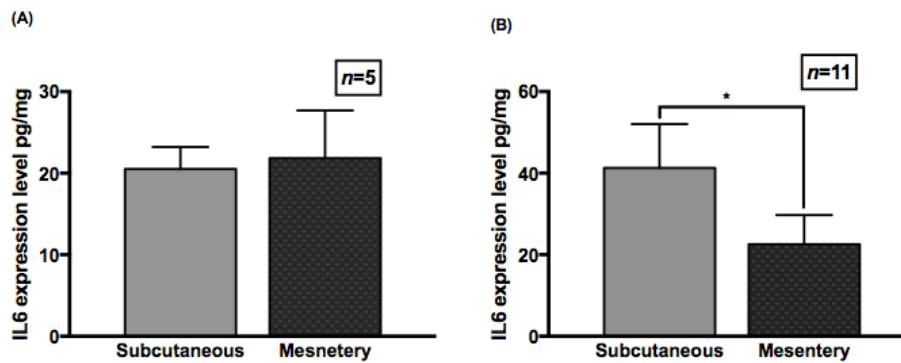 (A)
n=5
IL6 expression level pg/mg
30
20
10
0
Subcutaneous Mesnetery
(B)
n=11
IL6 expression level pg/mg
60
40
20
0
*
Subcutaneous Mesentery